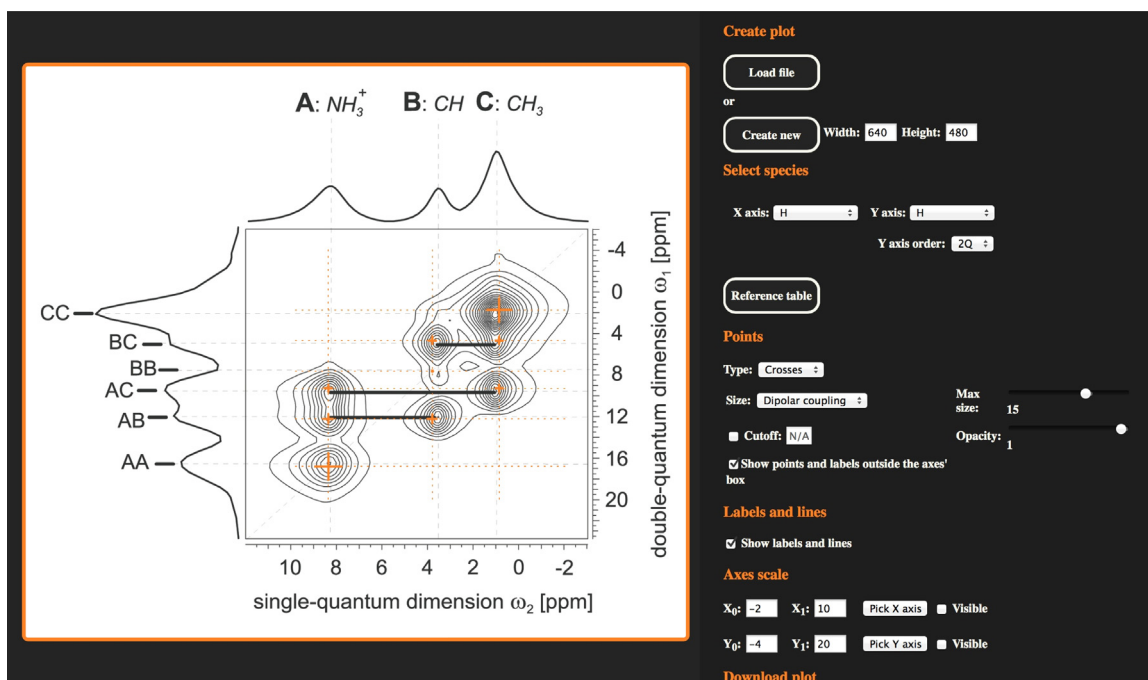 A: NH3+ B: CH C: CH3
CC
BC
BB
AC
AB
AA
-4
0
4
8
12
16
20
double-quantum dimension ω1 [ppm]
10 8 6 4 2 0 -2
single-quantum dimension ω2 [ppm]
Create plot
Load file
or
Create new Width: 640 Height: 480
Select species
X axis: H Y axis: H
Y axis order: 2Q
Reference table
Points
Type: Crosses
Size: Dipolar coupling Max size: 15
Cutoff: N/A Opacity: 1
Show points and labels outside the axes'
box
Labels and lines
Show labels and lines
Axes scale
X0: -2 X1: 10 Pick X axis Visible
Y0: -4 Y1: 20 Pick Y axis Visible
Download plot